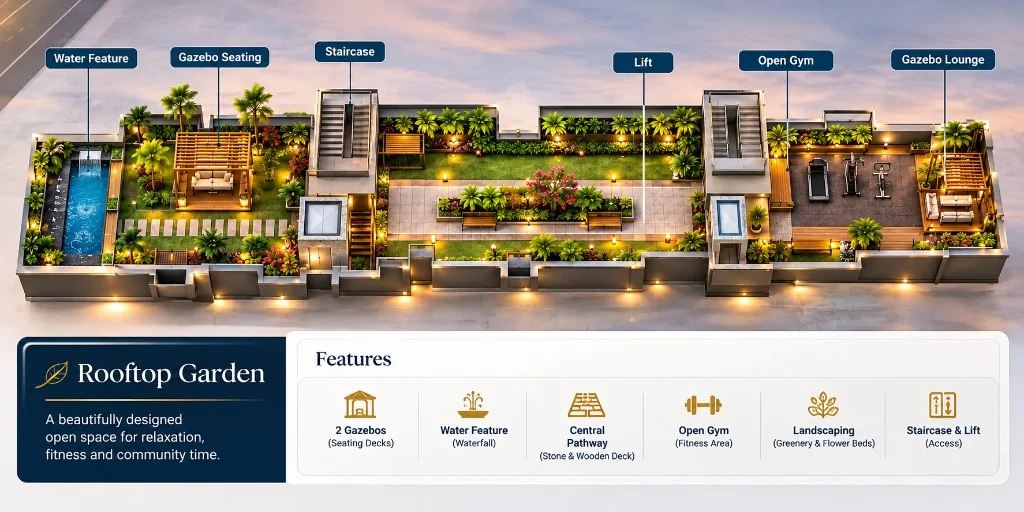 Water Feature
Gazebo Seating
Staircase
Lift
Open Gym
Gazebo Lounge
Rooftop Garden
A beautifully designed
open space for relaxation,
fitness and community time.
Features
2 Gazebos
(Seating Decks)
Water Feature
(Waterfall)
Central
Pathway
(Stone & Wooden Deck)
Open Gym
(Fitness Area)
Landscaping
(Greenery & Flower Beds)
Staircase & Lift
(Access)